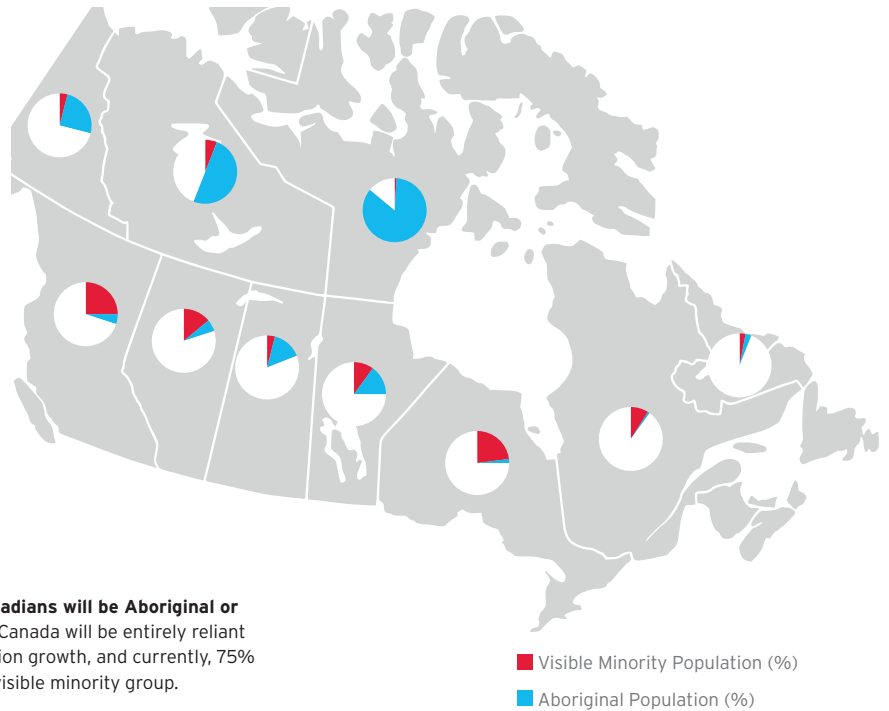 adians will be Aboriginal or
Canada will be entirely reliant
ion growth, and currently, 75%
visible minority group.
Visible Minority Population (%)
Aboriginal Population (%)